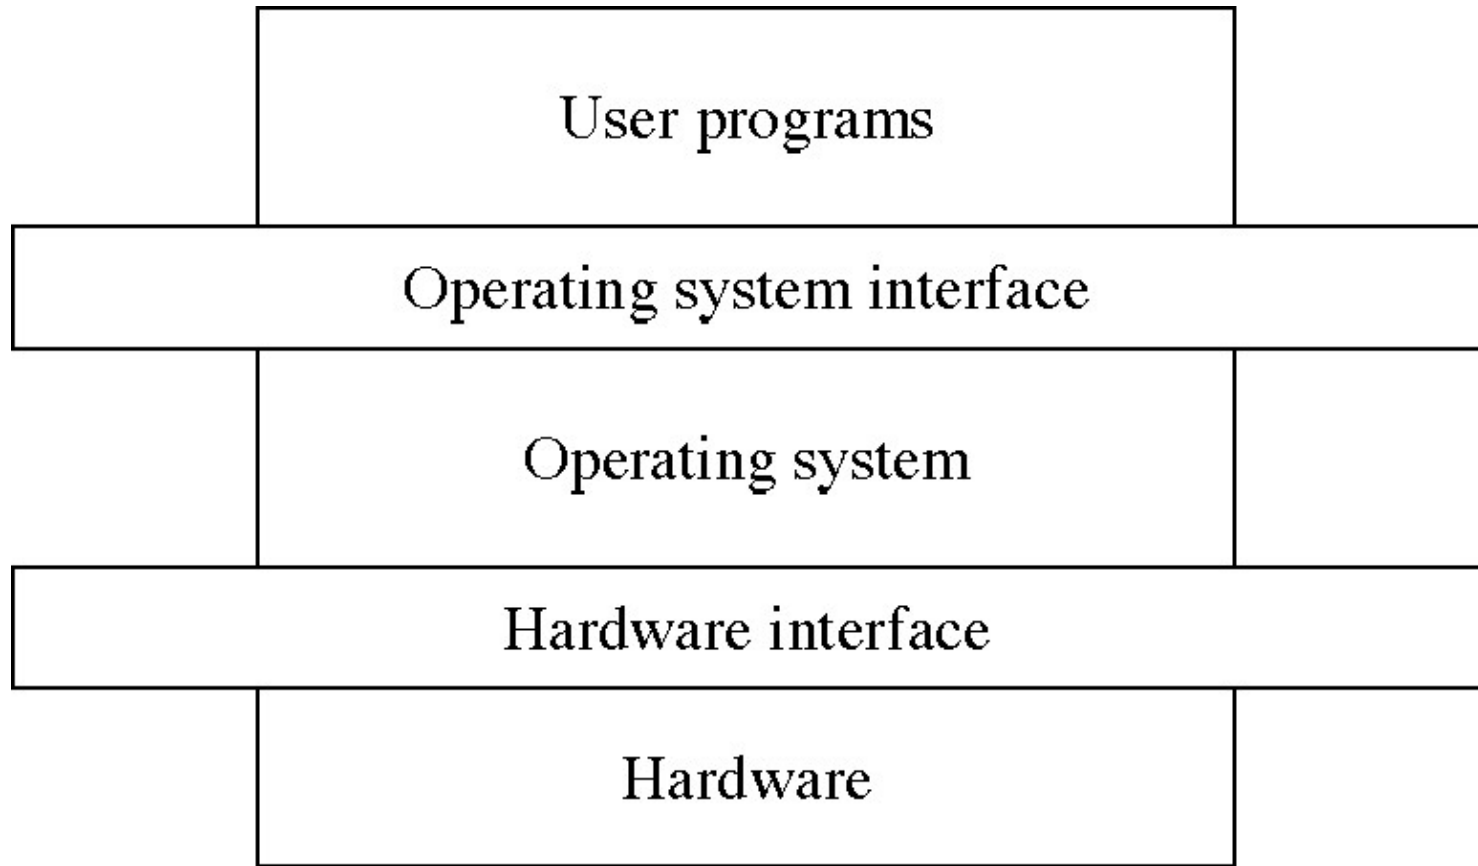 User programs
Operating system interface
Operating system
Hardware interface
Hardware